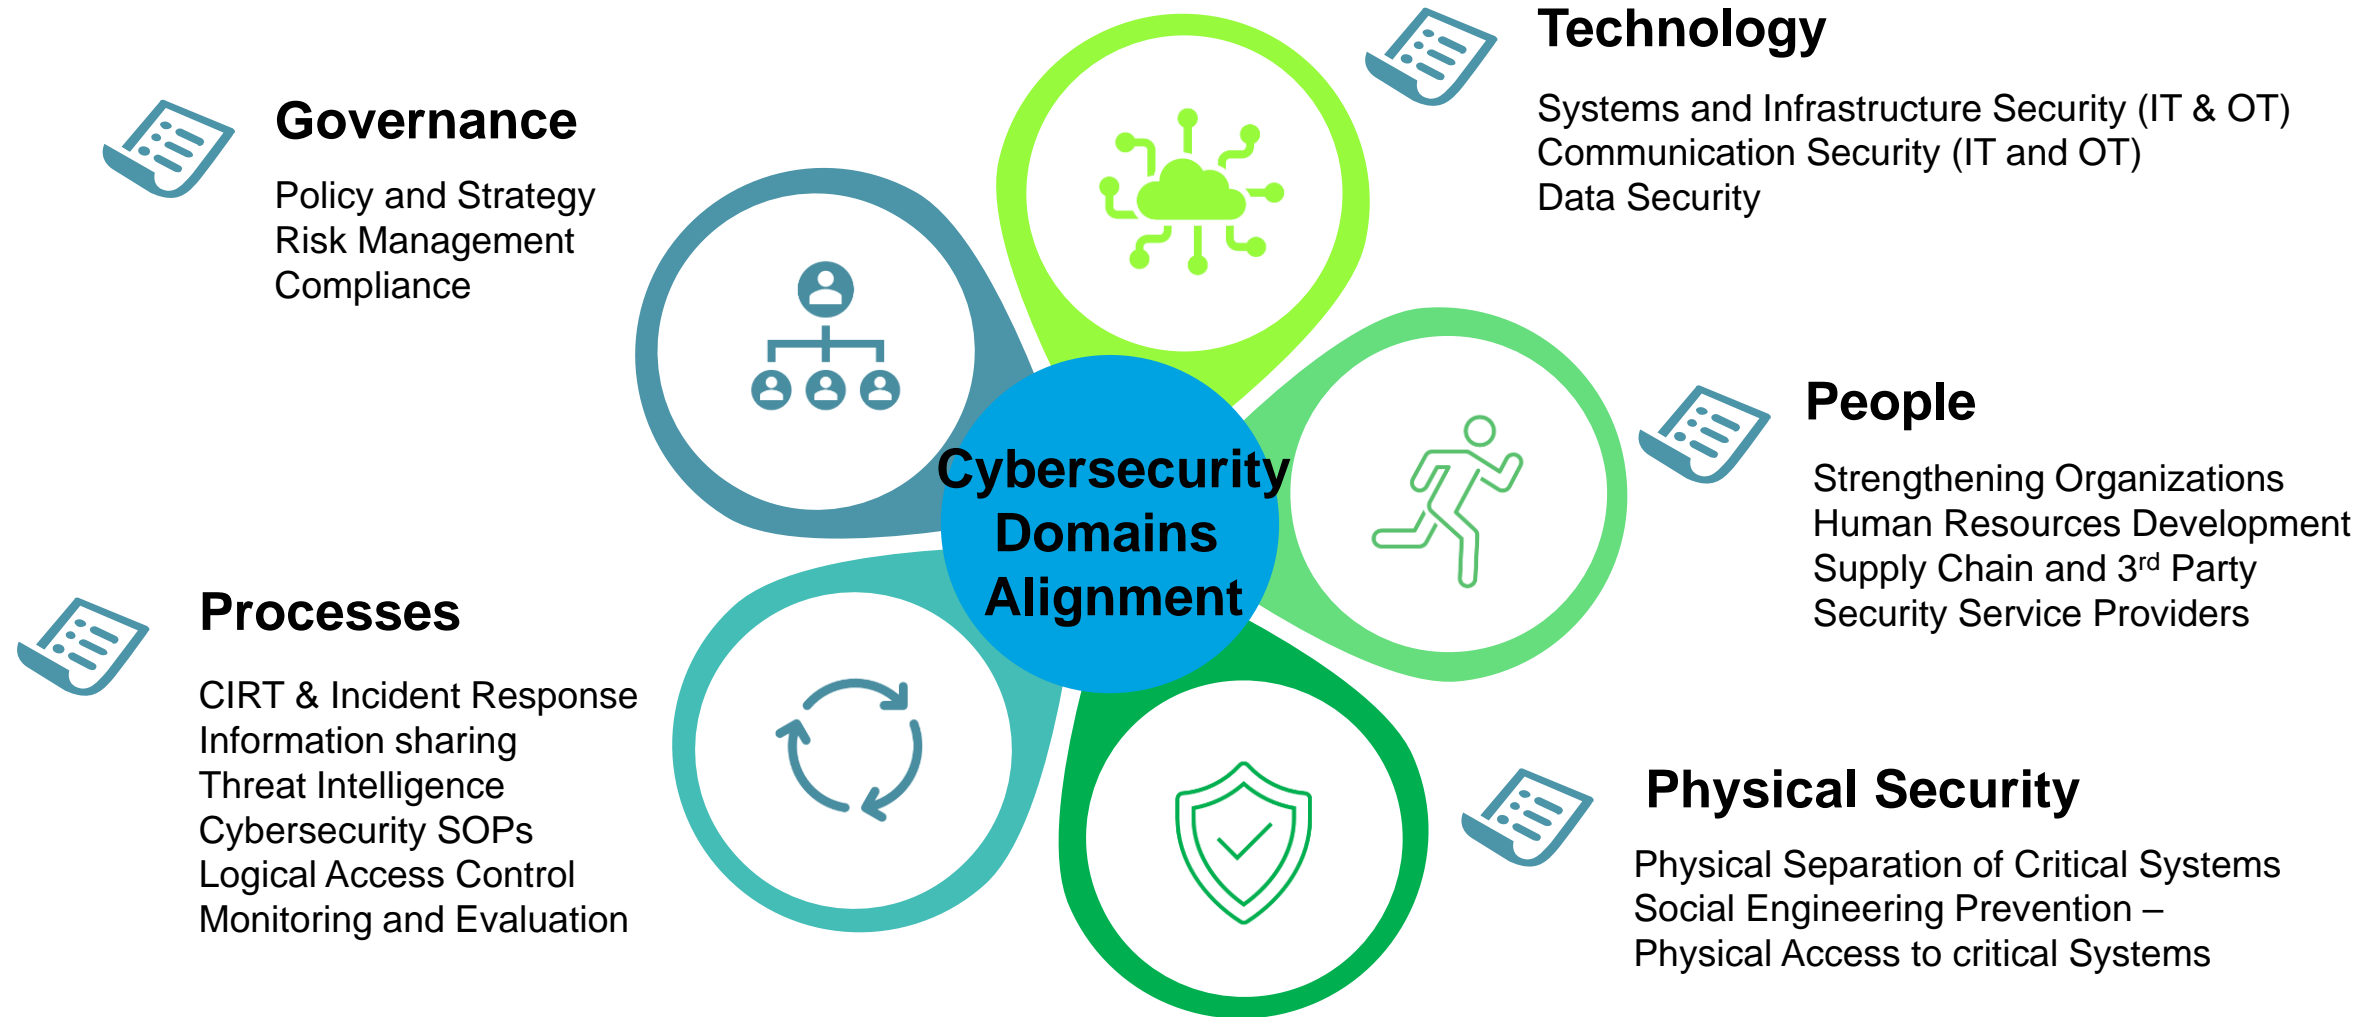 Governance
Policy and Strategy
Risk Management
Compliance
Technology
Systems and Infrastructure Security (IT & OT)
Communication Security (IT and OT)
Data Security
Cybersecurity
Domains
Alignment
People
Strengthening Organizations
Human Resources Development
Supply Chain and 3rd Party
Security Service Providers
Processes
CIRT & Incident Response
Information sharing
Threat Intelligence
Cybersecurity SOPs
Logical Access Control
Monitoring and Evaluation
Physical Security
Physical Separation of Critical Systems
Social Engineering Prevention –
Physical Access to critical Systems